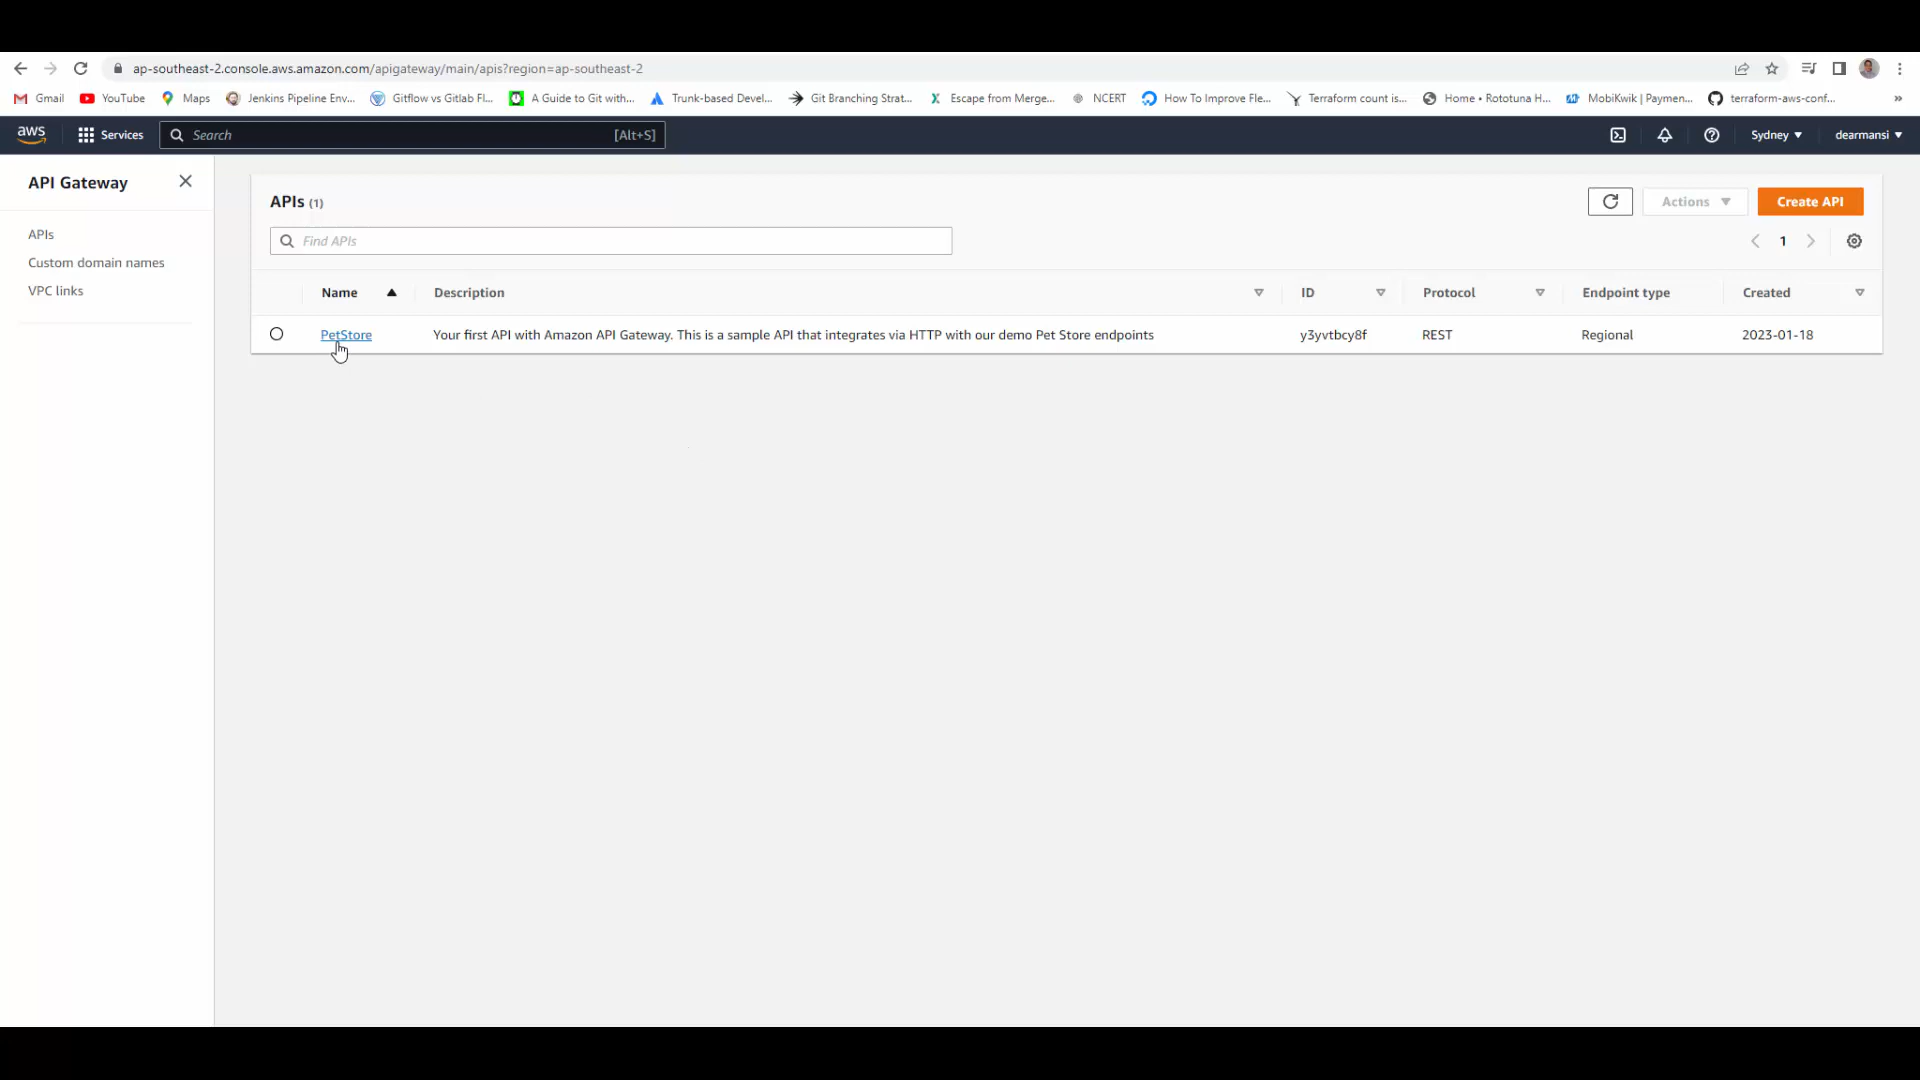 ap-southeast-2.console.aws.amazon.com/apigateway/main/apis?region=ap-southeast-2
Gmail YouTube Maps Jenkins Pipeline Env... Gitflow vs Gitlab Fl... A Guide to Git with... Trunk-based Devel... Git Branching Strat... Escape from Merge... NCERT How To Improve Fle... Terraform count is... Home • Rototuna H... MobiKwik | Paymen... terraform-aws-conf... »
aws Services Search [Alt+S] Sydney dearmansi
API Gateway
APIs
Custom domain names
VPC links
APIs (1) Actions Create API
Find APIs 1
Name Description ID Protocol Endpoint type Created
PetStore Your first API with Amazon API Gateway. This is a sample API that integrates via HTTP with our demo Pet Store endpoints y3yvtbcy8f REST Regional 2023-01-18